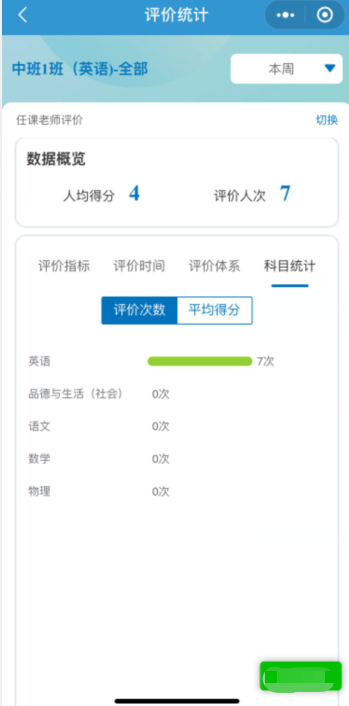 评价统计
中班1班（英语)-全部
本周
任课老师评价
切换
数据概览
人均得分 4 评价人次 7
评价指标 评价时间 评价体系 科目统计
评价次数 平均得分
英语 7次
品德与生活（社会） 0次
语文 0次
数学 0次
物理 0次